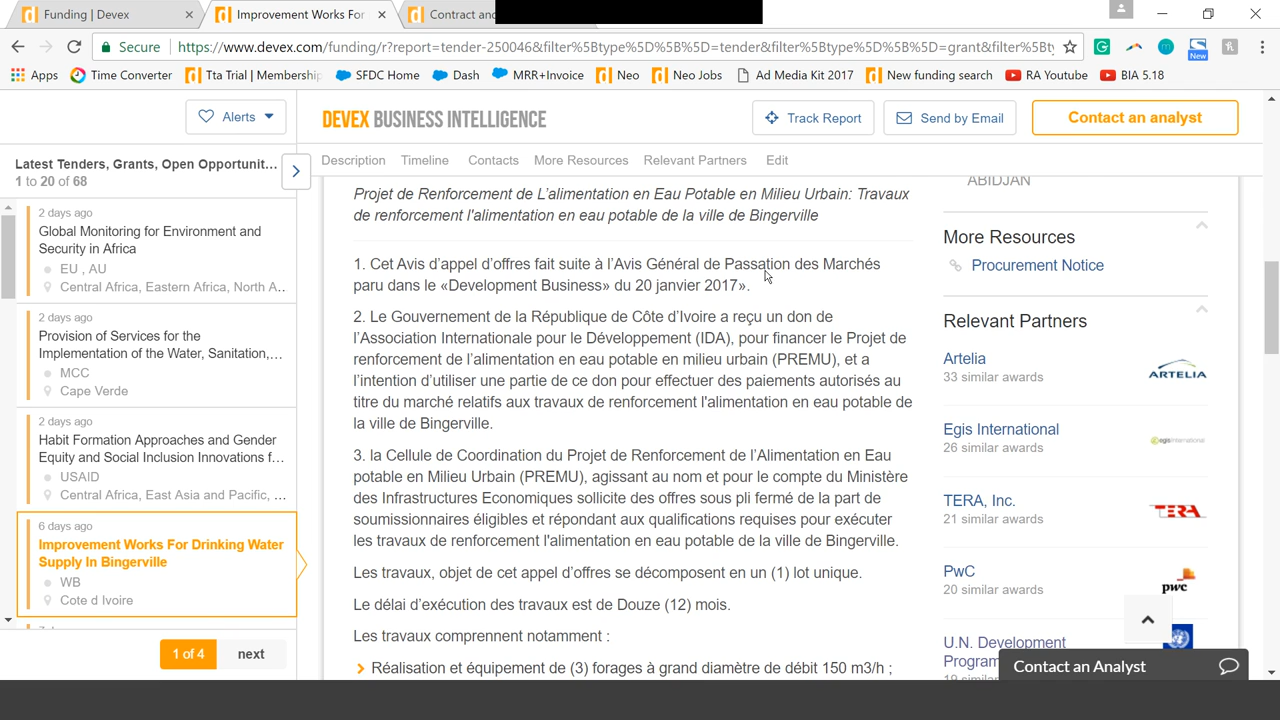 Funding | Devex
Improvement Works For
Contract and
Secure
https://www.devex.com/funding/r?report=tender-250046&filter%5Btype%5D%5B%5D=tender&filter%5Btype%5D%5B%5D=grant&filter%5Bty
New
Apps
Time Converter
Tta Trial | Membership
SFDC Home
Dash
MRR+Invoice
Neo
Neo Jobs
Ad Media Kit 2017
New funding search
RA Youtube
BIA 5.18
Alerts
DEVEX BUSINESS INTELLIGENCE
Track Report
Send by Email
Contact an analyst
Description
Timeline
Contacts
More Resources
Relevant Partners
Edit
Latest Tenders, Grants, Open Opportunit...
1 to 20 of 68
2 days ago
Global Monitoring for Environment and
Security in Africa
EU , AU
Central Africa, Eastern Africa, North A..
2 days ago
Provision of Services for the
Implementation of the Water, Sanitation,...
MCC
Cape Verde
2 days ago
Habit Formation Approaches and Gender
Equity and Social Inclusion Innovations f...
USAID
Central Africa, East Asia and Pacific, ...
6 days ago
Improvement Works For Drinking Water
Supply In Bingerville
WB
Cote d Ivoire
1 of 4
next
Projet de Renforcement de L’alimentation en Eau Potable en Milieu Urbain: Travaux
de renforcement l'alimentation en eau potable de la ville de Bingerville
1. Cet Avis d’appel d’offres fait suite à l’Avis Général de Passation des Marchés
paru dans le «Development Business» du 20 janvier 2017».
2. Le Gouvernement de la République de Côte d’Ivoire a reçu un don de
l’Association Internationale pour le Développement (IDA), pour financer le Projet de
renforcement de l’alimentation en eau potable en milieu urbain (PREMU), et a
l’intention d’utiliser une partie de ce don pour effectuer des paiements autorisés au
titre du marché relatifs aux travaux de renforcement l'alimentation en eau potable de
la ville de Bingerville.
3. la Cellule de Coordination du Projet de Renforcement de l’Alimentation en Eau
potable en Milieu Urbain (PREMU), agissant au nom et pour le compte du Ministère
des Infrastructures Economiques sollicite des offres sous pli fermé de la part de
soumissionnaires éligibles et répondant aux qualifications requises pour exécuter
les travaux de renforcement l'alimentation en eau potable de la ville de Bingerville.
Les travaux, objet de cet appel d’offres se décomposent en un (1) lot unique.
Le délai d’exécution des travaux est de Douze (12) mois.
Les travaux comprennent notamment :
Réalisation et équipement de (3) forages à grand diamètre de débit 150 m3/h ;
ABIDJAN
More Resources
Procurement Notice
Relevant Partners
Artelia
33 similar awards
ARTELIA
Egis International
26 similar awards
egis international
TERA, Inc.
21 similar awards
TERA
PwC
20 similar awards
pwc
U.N. Development
Program
Contact an Analyst